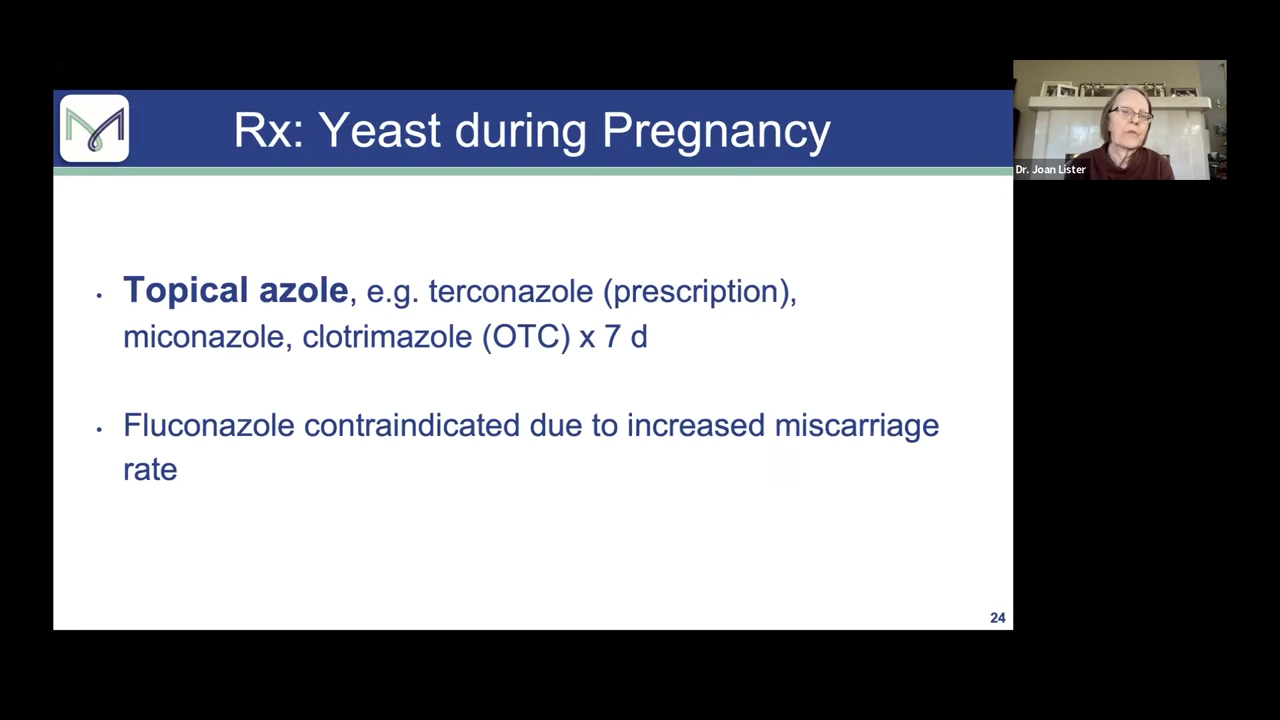 Rx: Yeast during Pregnancy
Dr. Joan Lister
• Topical azole, e.g. terconazole (prescription),
miconazole, clotrimazole (OTC) x 7 d
• Fluconazole contraindicated due to increased miscarriage
rate
24